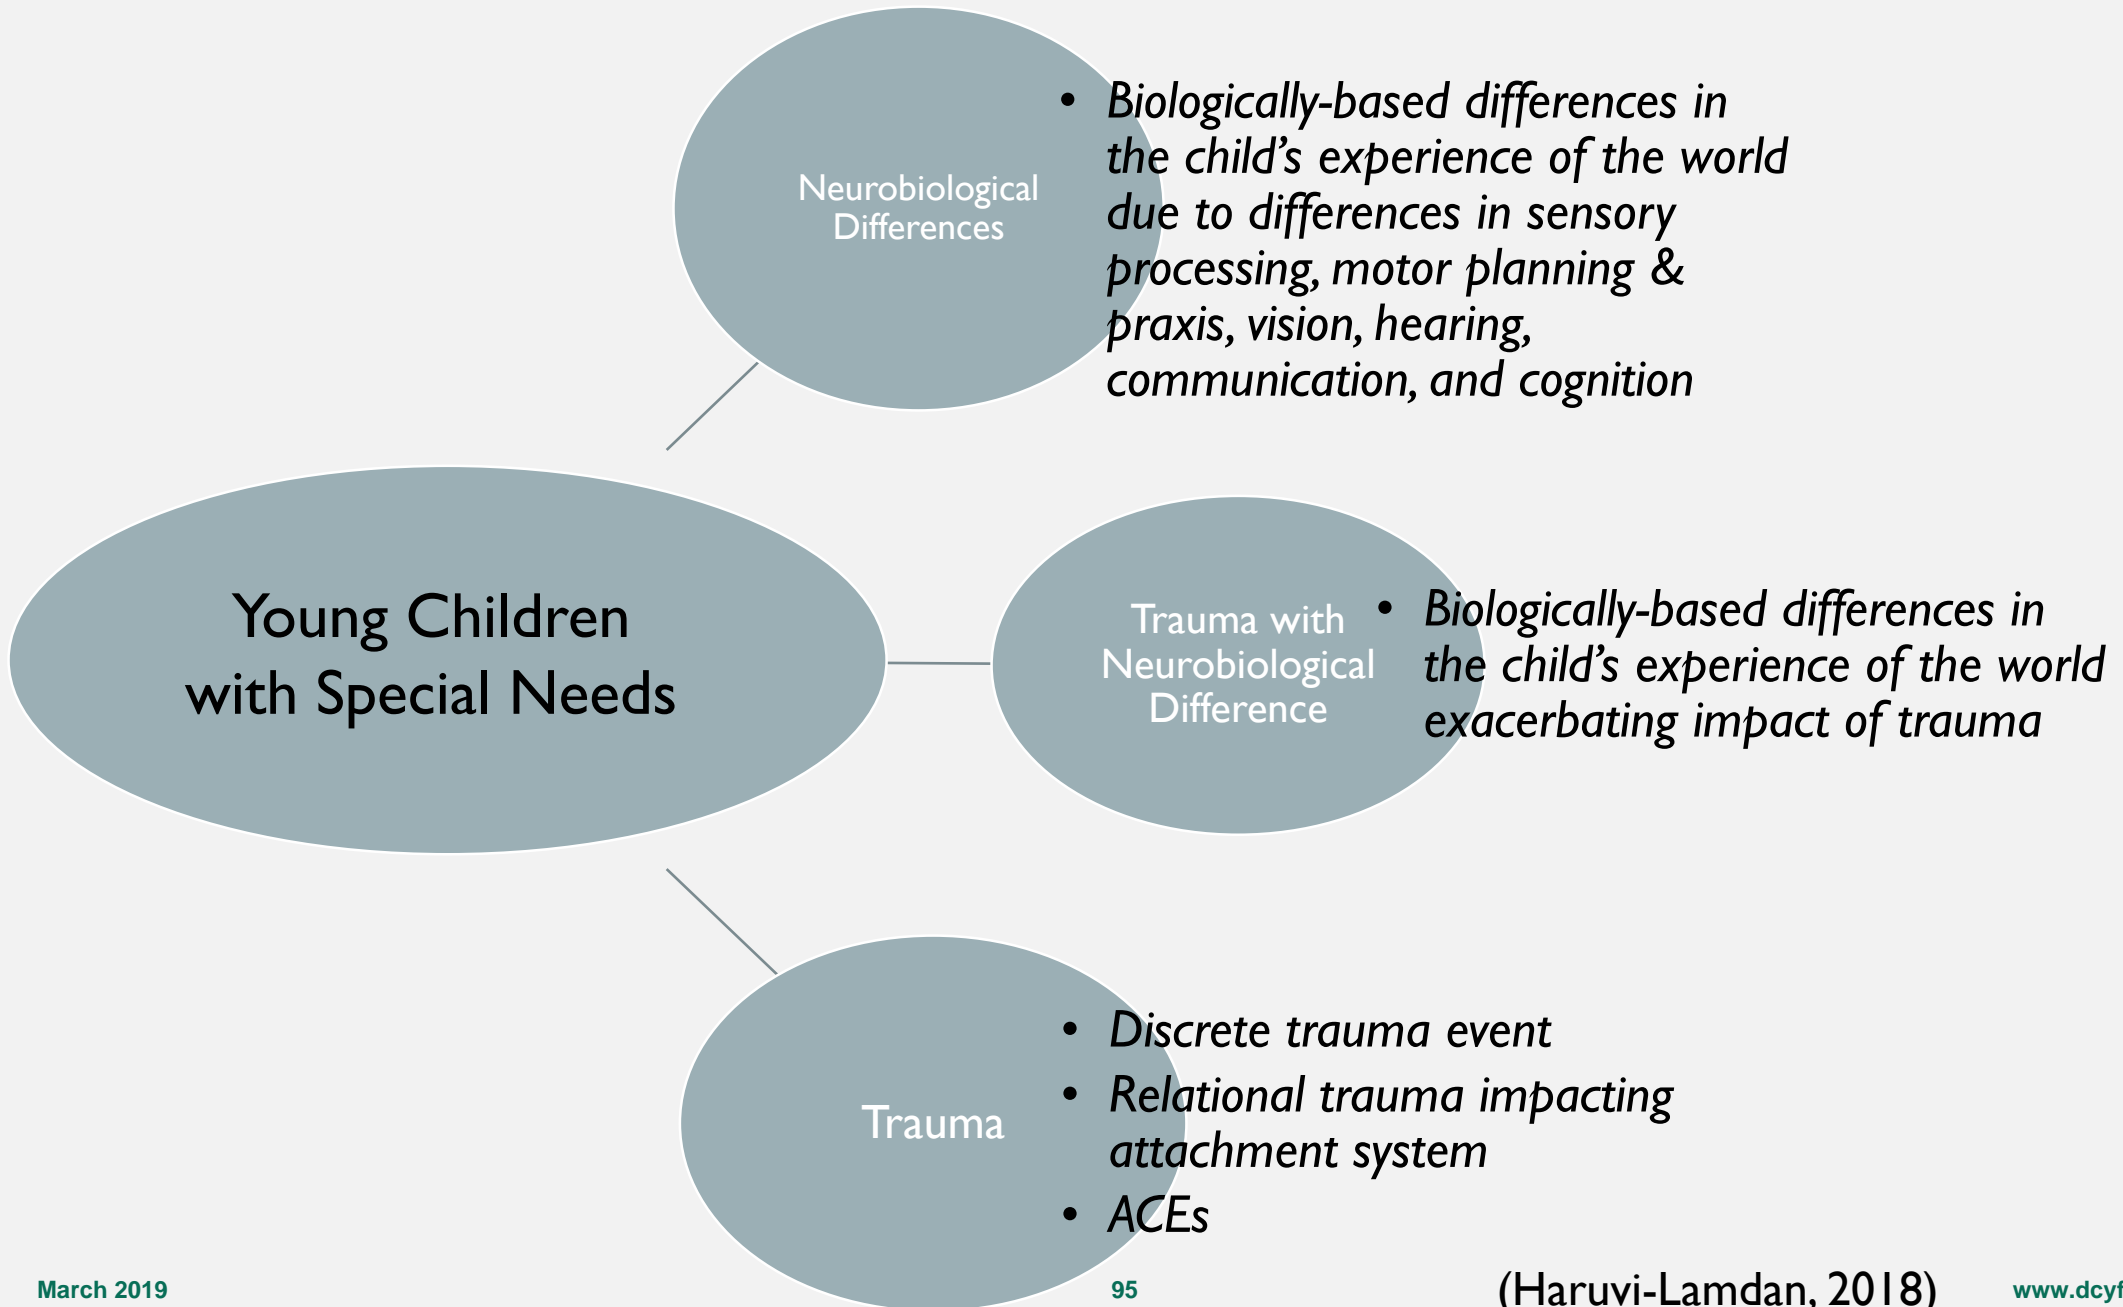 Neurobiological
Differences
• Biologically-based differences in
the child’s experience of the world
due to differences in sensory
processing, motor planning &
praxis, vision, hearing,
communication, and cognition
Young Children
with Special Needs
Trauma with
Neurobiological
Difference
• Biologically-based differences in
the child’s experience of the world
exacerbating impact of trauma
Trauma
• Discrete trauma event
• Relational trauma impacting
attachment system
• ACEs
March 2019
95
(Haruvi-Lamdan, 2018)
www.dcyf